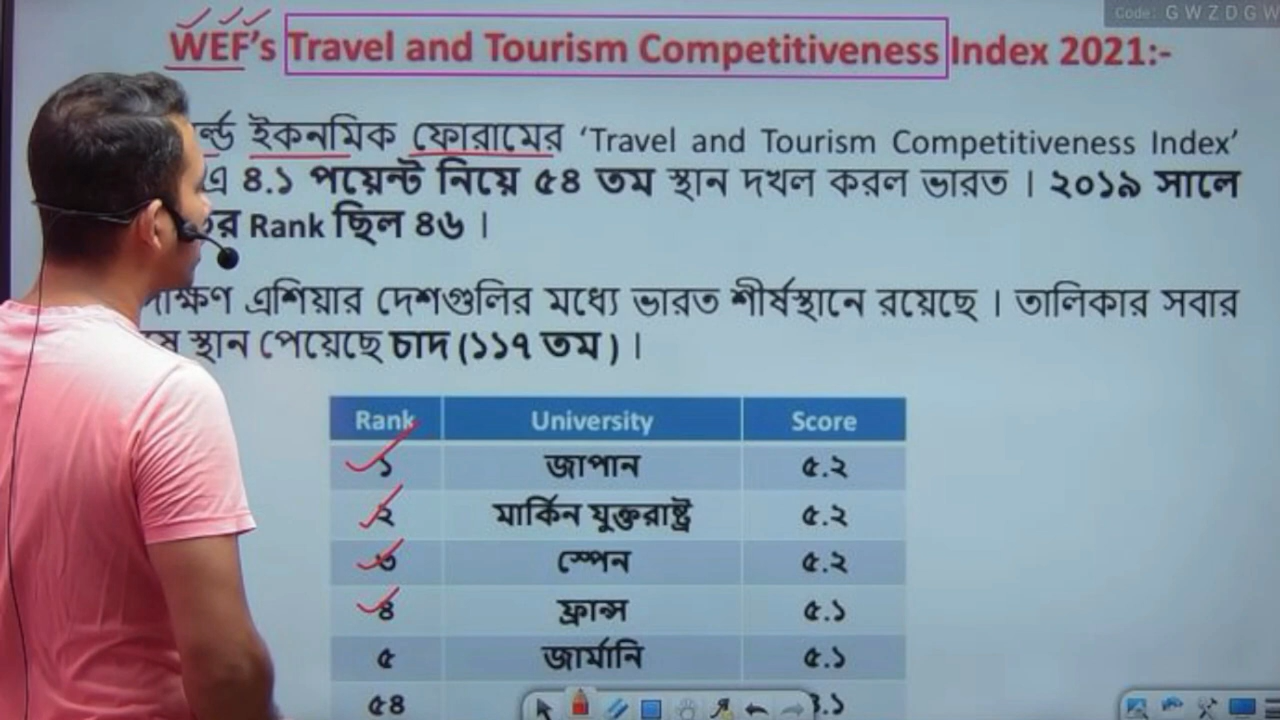 Code: G W Z D G W
WEF's Travel and Tourism Competitiveness Index 2021:-
ইকনমিক ফোরামের ‘Travel and Tourism Competitiveness Index’
এ ৪.১ পয়েন্ট নিয়ে ৫৪ তম স্থান দখল করল ভারত । ২০১৯ সালে
Rank ছিল ৪৬ ।
এশিয়ার দেশগুলির মধ্যে ভারত শীর্ষস্থানে রয়েছে । তালিকার সবার
স্থান পেয়েছে চাদ (১১৭ তম ) ।
Rank University Score
১ জাপান ৫.২
২ মার্কিন যুক্তরাষ্ট্র ৫.২
৩ স্পেন ৫.২
৪ ফ্রান্স ৫.১
৫ জার্মানি ৫.১
৫৪